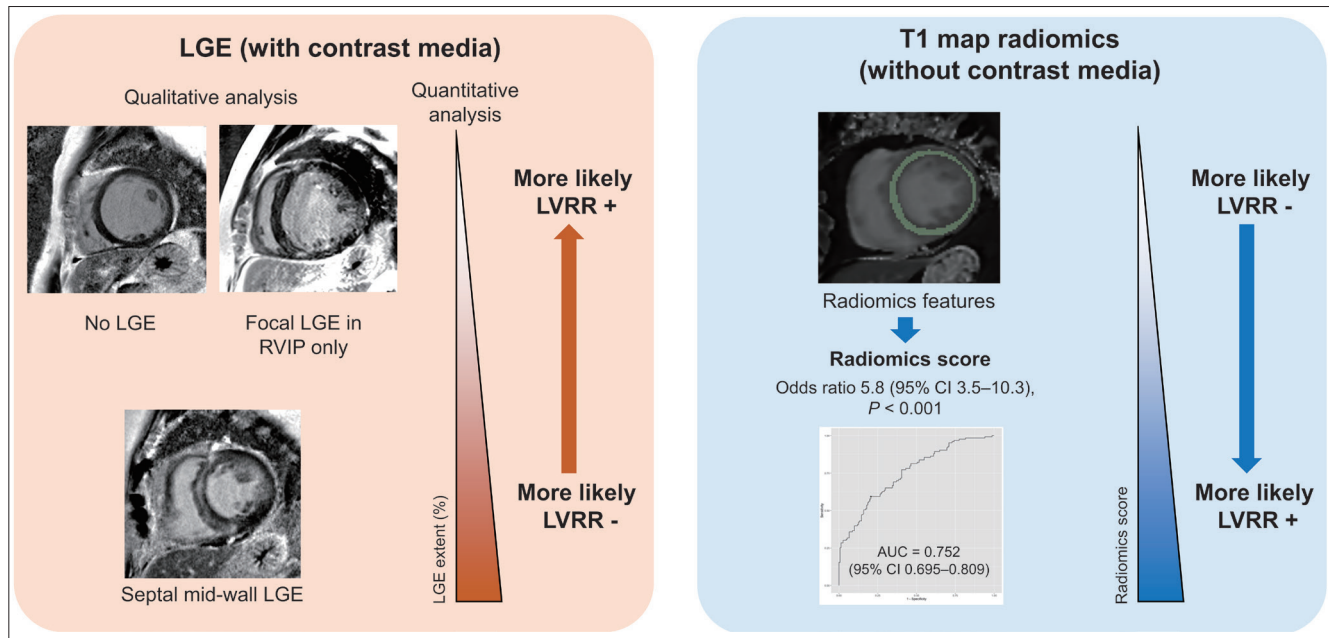 LGE (with contrast media)
Qualitative analysis
Quantitative
analysis
No LGE
Focal LGE in
RVIP only
Septal mid-wall LGE
LGE extent (%)
More likely
LVRR +
More likely
LVRR -
T1 map radiomics
(without contrast media)
Radiomics features
Radiomics score
Odds ratio 5.8 (95% CI 3.5–10.3),
P < 0.001
AUC = 0.752
(95% CI 0.695–0.809)
Sensitivity
1 - Specificity
Radiomics score
More likely
LVRR -
More likely
LVRR +